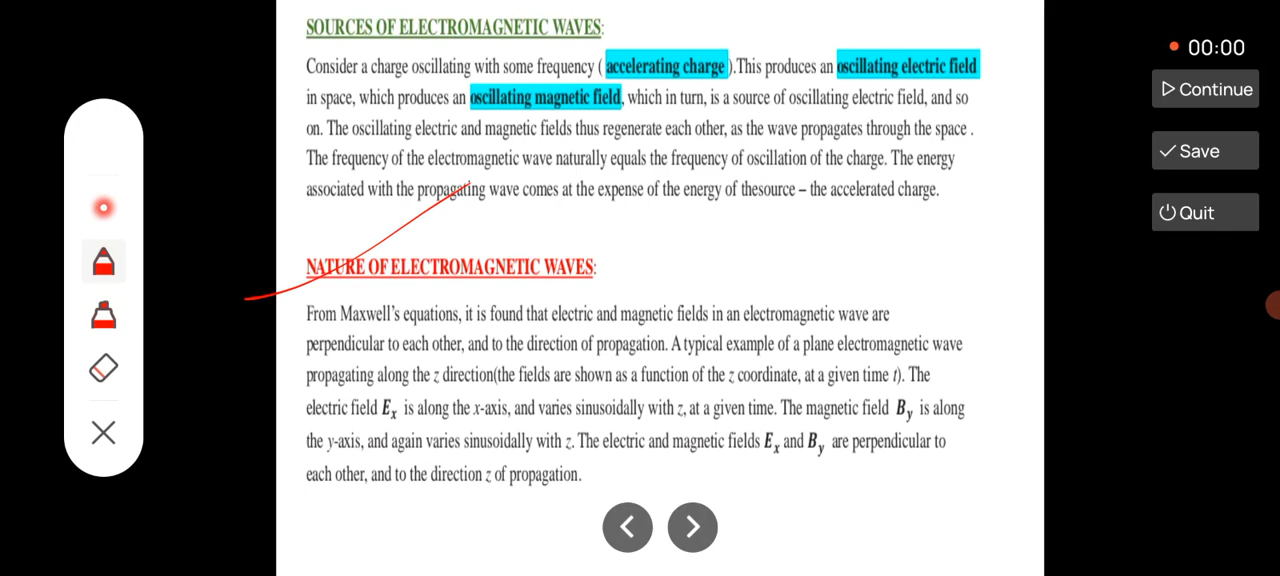 SOURCES OF ELECTROMAGNETIC WAVES:
Consider a charge oscillating with some frequency ( accelerating charge ).This produces an oscillating electric field
in space, which produces an oscillating magnetic field, which in turn, is a source of oscillating electric field, and so
on. The oscillating electric and magnetic fields thus regenerate each other, as the wave propagates through the space .
The frequency of the electromagnetic wave naturally equals the frequency of oscillation of the charge. The energy
associated with the propagating wave comes at the expense of the energy of thesource – the accelerated charge.
NATURE OF ELECTROMAGNETIC WAVES:
From Maxwell's equations, it is found that electric and magnetic fields in an electromagnetic wave are
perpendicular to each other, and to the direction of propagation. A typical example of a plane electromagnetic wave
propagating along the z direction(the fields are shown as a function of the z coordinate, at a given time t). The
electric field Ex is along the x-axis, and varies sinusoidally with z, at a given time. The magnetic field By is along
the y-axis, and again varies sinusoidally with z. The electric and magnetic fields Ex and By are perpendicular to
each other, and to the direction z of propagation.
00:00
Continue
Save
Quit